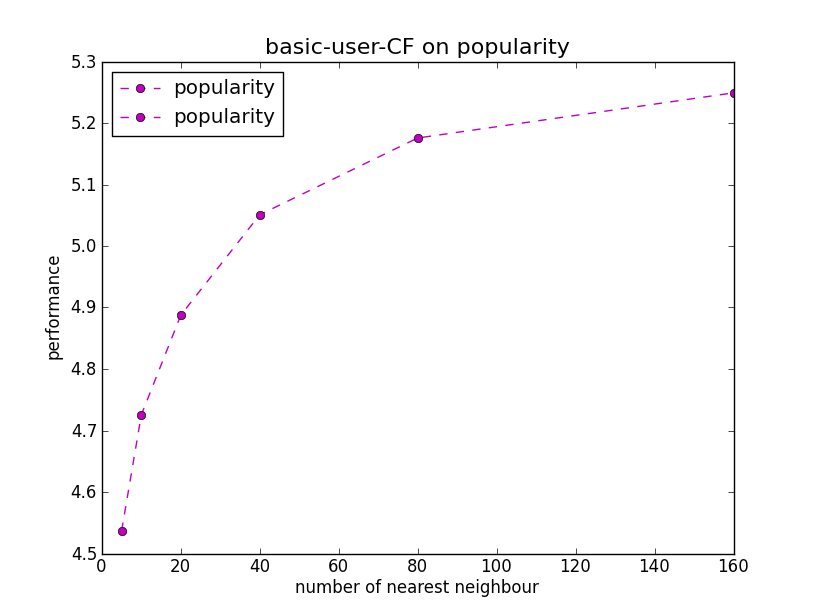 basic-user-CF on popularity
popularity
popularity
5.3
5.2
5.1
5.0
4.9
4.8
4.7
4.6
4.5
performance
0 20 40 60 80 100 120 140 160
number of nearest neighbour